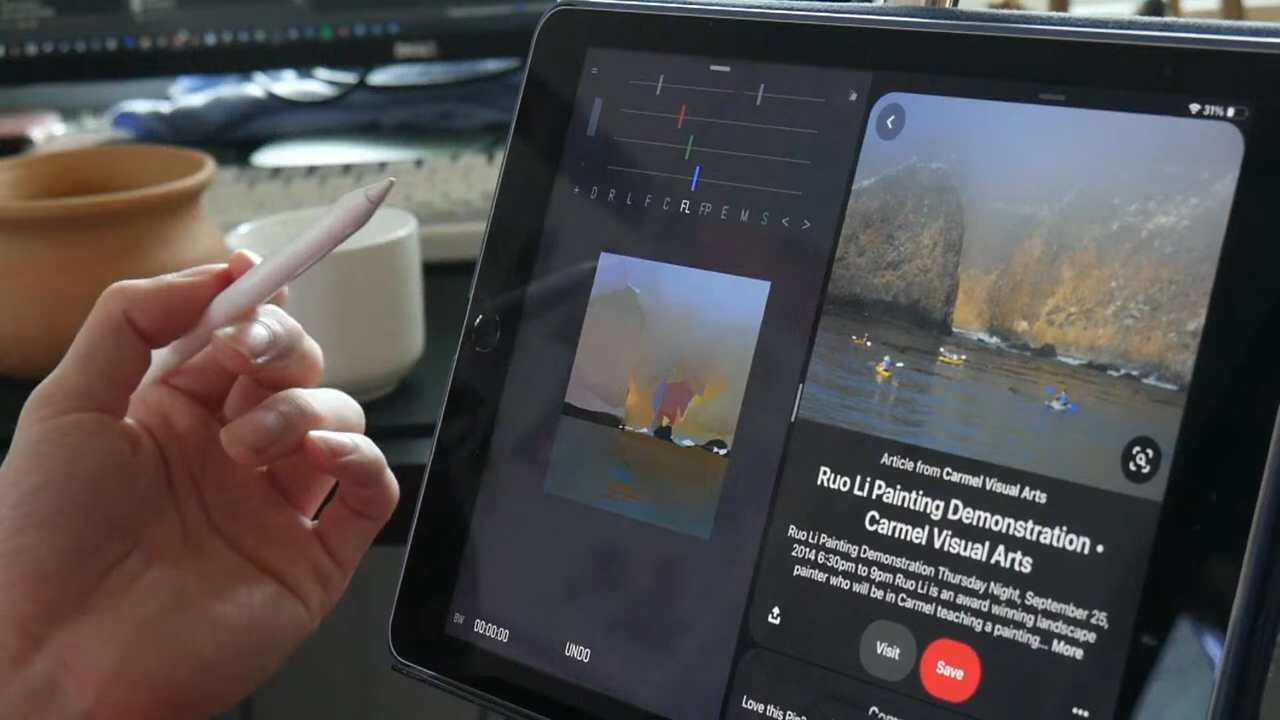 DELL
31%
+ D R L F C FL FP E M S < >
Article from Carmel Visual Arts
Ruo Li Painting Demonstration •
Carmel Visual Arts
Ruo Li Painting Demonstration Thursday Night, September 25,
2014 6:30pm to 9pm Ruo Li is an award winning landscape
painter who will be in Carmel teaching a painting... More
Visit
Save
BW
00:00:00
UNDO
Love this Pin?